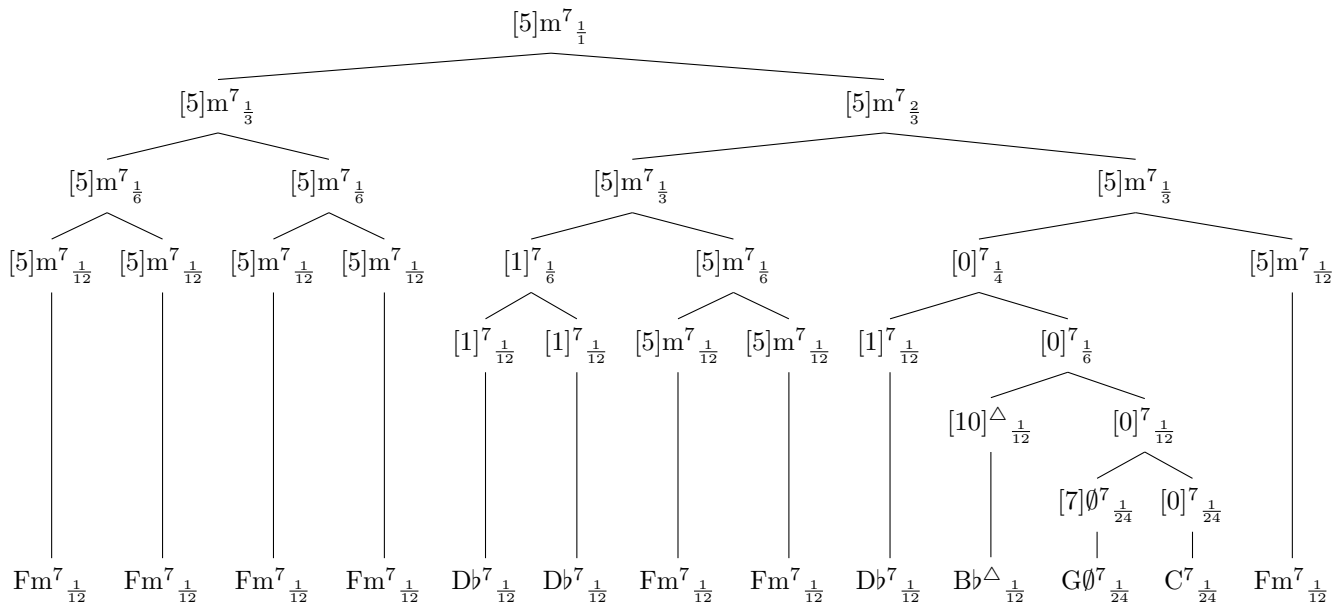 [5]m⁷ 1/1
[5]m⁷ 1/3 [5]m⁷ 2/3
[5]m⁷ 1/6 [5]m⁷ 1/6 [5]m⁷ 1/3 [5]m⁷ 1/3
[5]m⁷ 1/12 [5]m⁷ 1/12 [5]m⁷ 1/12 [5]m⁷ 1/12 [1]⁷ 1/6 [5]m⁷ 1/6 [0]⁷ 1/4 [5]m⁷ 1/12
[1]⁷ 1/12 [1]⁷ 1/12 [5]m⁷ 1/12 [5]m⁷ 1/12 [1]⁷ 1/12 [0]⁷ 1/6
[10]△ 1/12 [0]⁷ 1/12
[7]∅⁷ 1/24 [0]⁷ 1/24
Fm⁷ 1/12 Fm⁷ 1/12 Fm⁷ 1/12 Fm⁷ 1/12 D♭⁷ 1/12 D♭⁷ 1/12 Fm⁷ 1/12 Fm⁷ 1/12 D♭⁷ 1/12 B♭△ 1/12 G∅⁷ 1/24 C⁷ 1/24 Fm⁷ 1/12